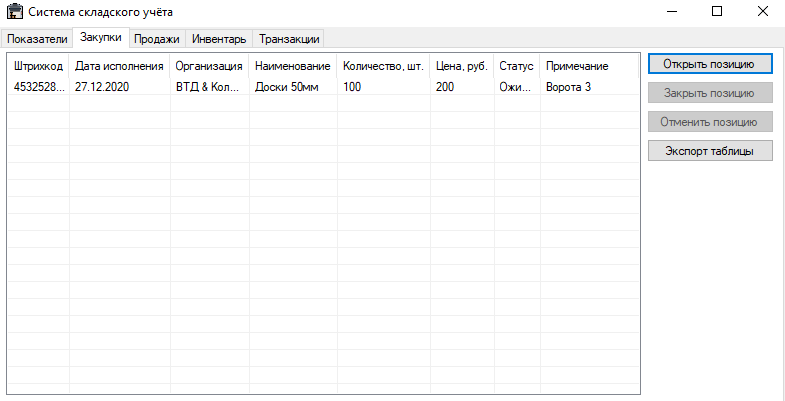 Система складского учёта
Показатели Закупки Продажи Инвентарь Транзакции
Штрихкод Дата исполнения Организация Наименование Количество, шт. Цена, руб. Статус Примечание
4532528... 27.12.2020 ВТД & Кол... Доски 50мм 100 200 Ожи... Ворота 3
Открыть позицию
Закрыть позицию
Отменить позицию
Экспорт таблицы